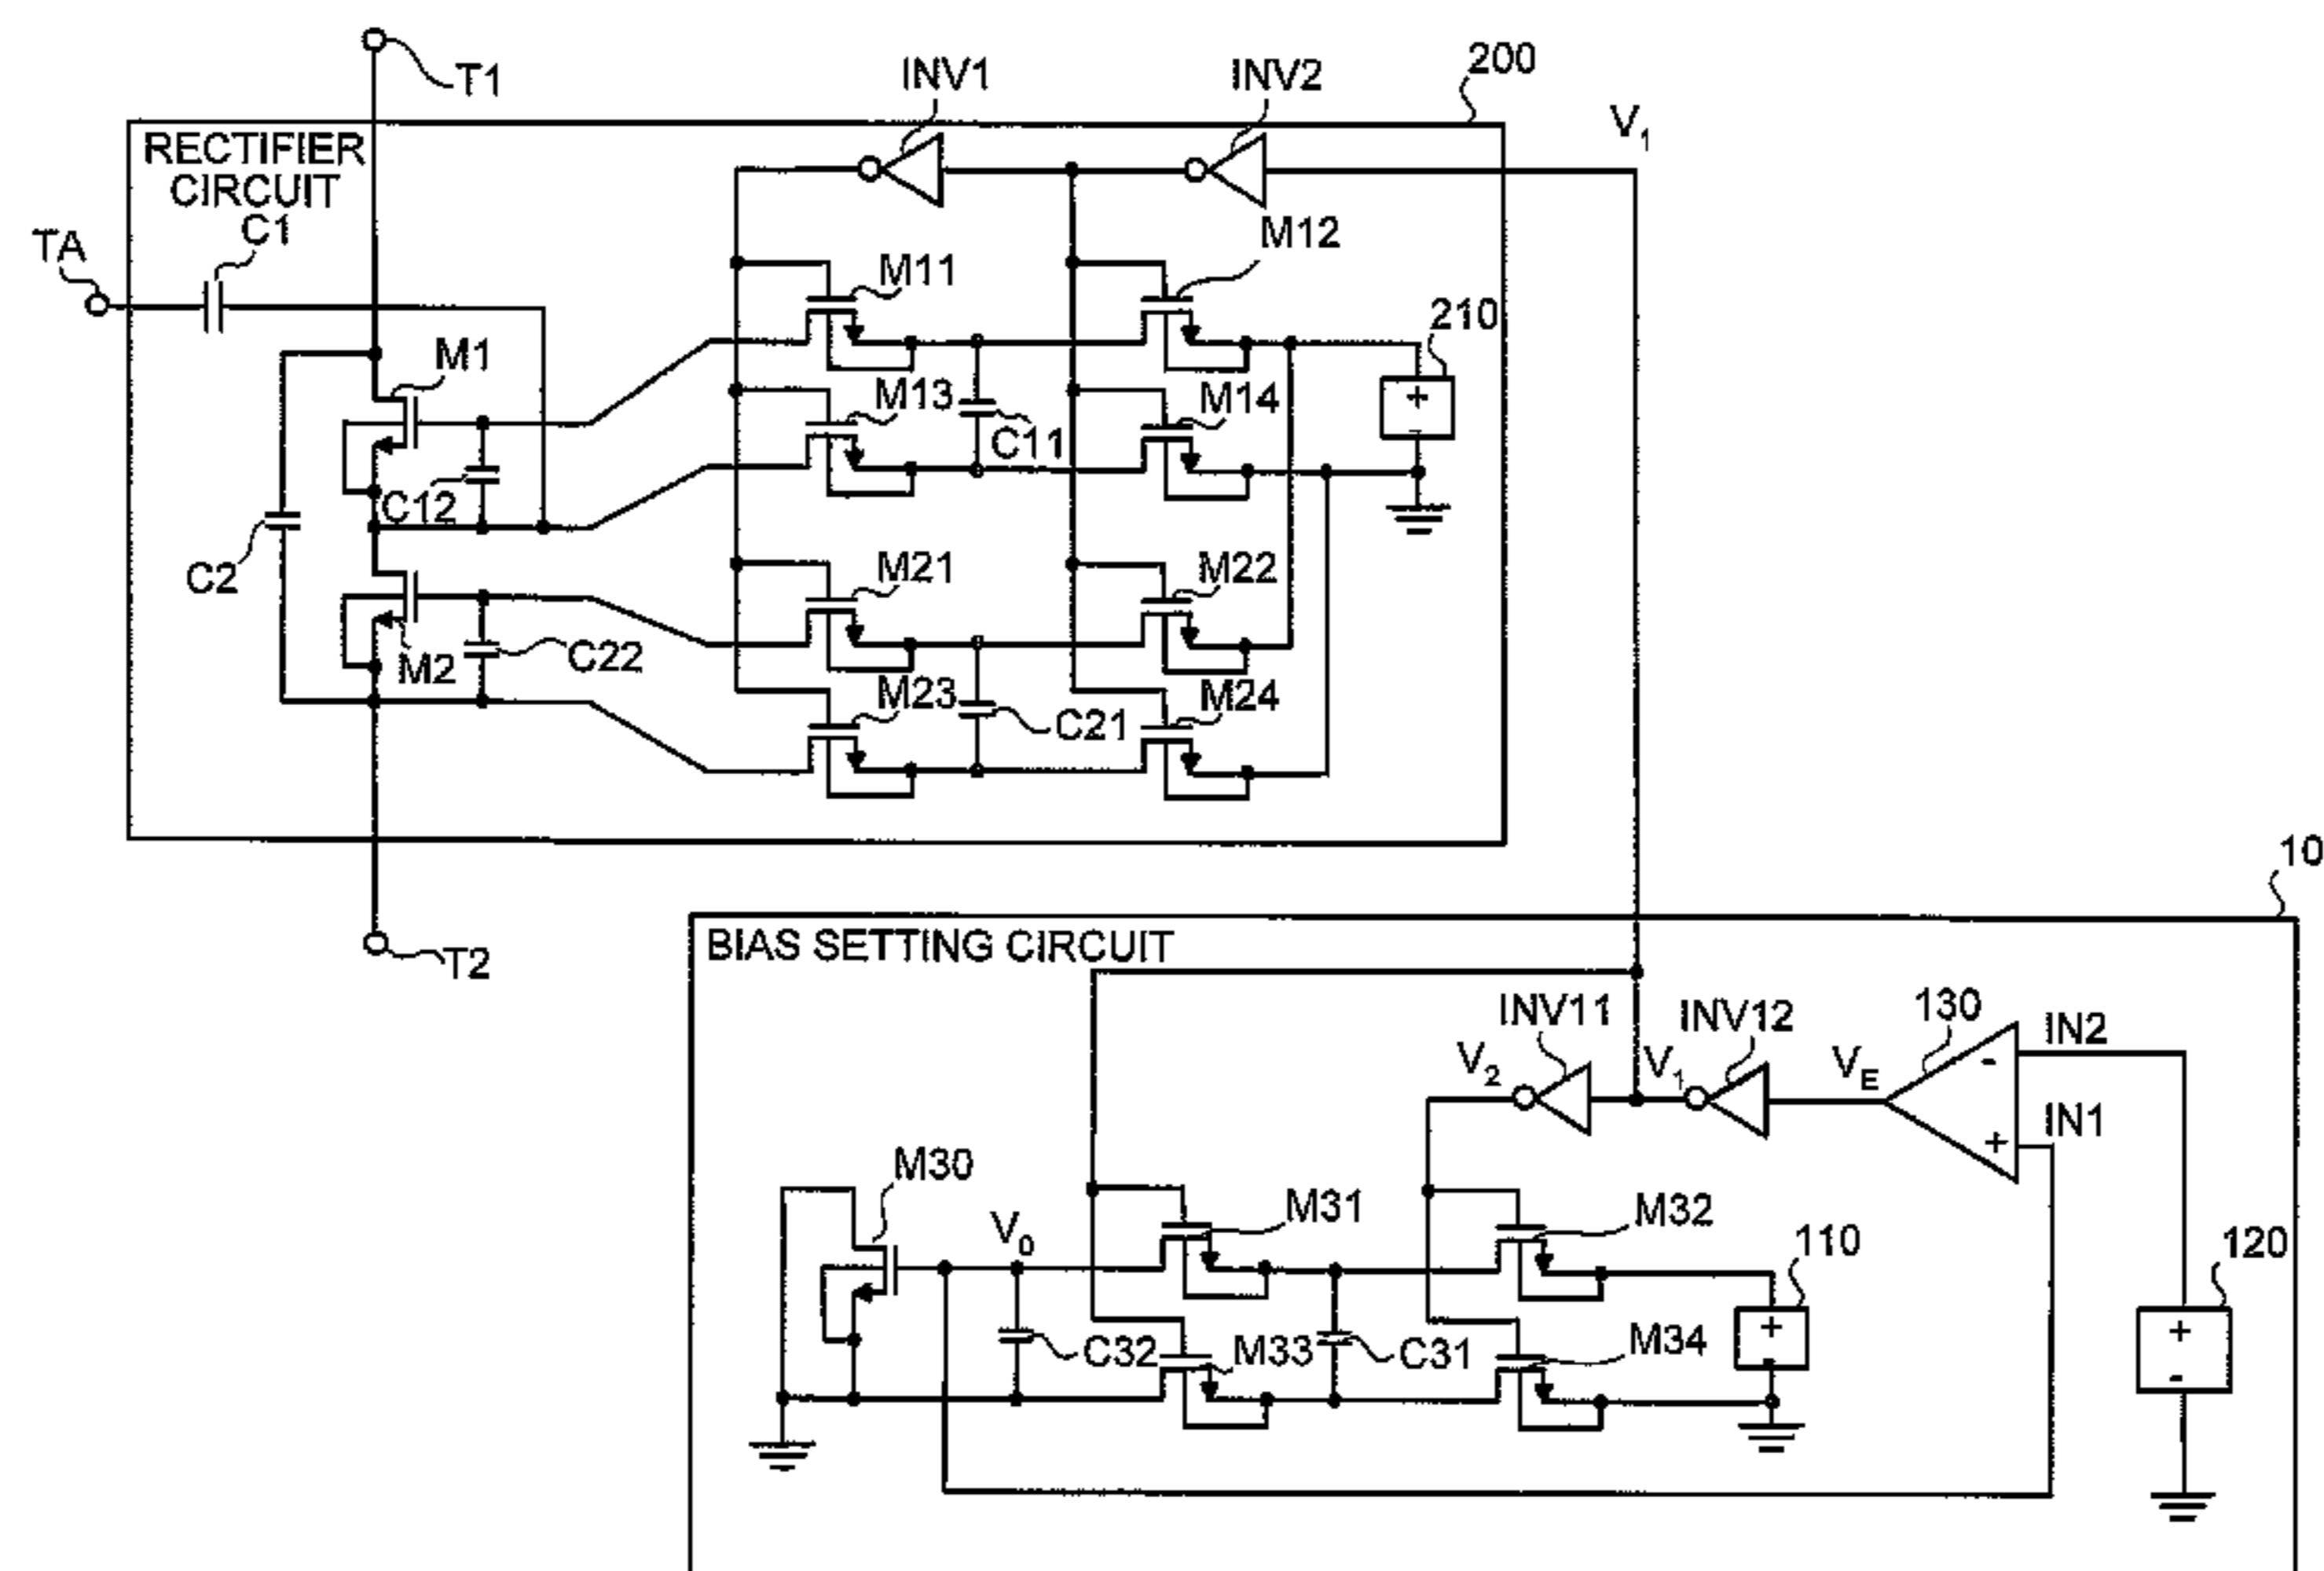 T1
INV1
INV2
200
V1
RECTIFIER
CIRCUIT
C1
TA
M12
M11
210
M1
M13
M14
+
-
C11
C12
C2
M21
M22
M2
C22
M23
M24
C21
10
T2
BIAS SETTING CIRCUIT
INV11
INV12
130
IN2
V2
V1
VE
-
IN1
+
M30
V0
M31
M32
110
120
+
-
+
-
C32
M33
C31
M34